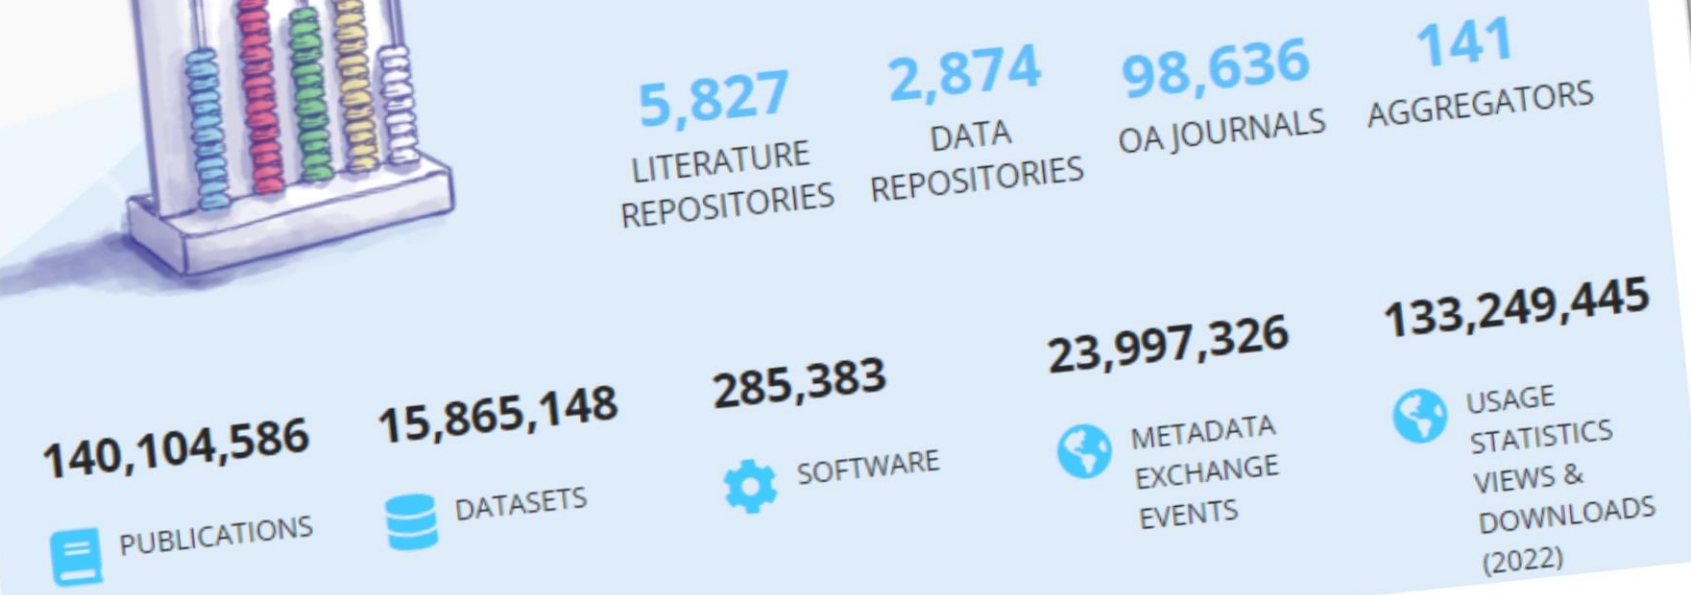 5,827
LITERATURE
REPOSITORIES
2,874
DATA
REPOSITORIES
98,636
OA JOURNALS
141
AGGREGATORS
140,104,586
PUBLICATIONS
15,865,148
DATASETS
285,383
SOFTWARE
23,997,326
METADATA
EXCHANGE
EVENTS
133,249,445
USAGE
STATISTICS
VIEWS &
DOWNLOADS
(2022)